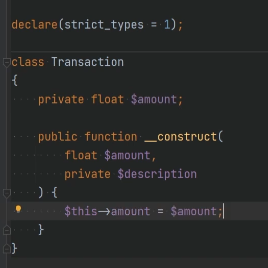 declare(strict_types = 1);
class Transaction
{
    private float $amount;
    public function __construct(
        float $amount,
        private $description
    ) {
        $this->amount = $amount;
    }
}